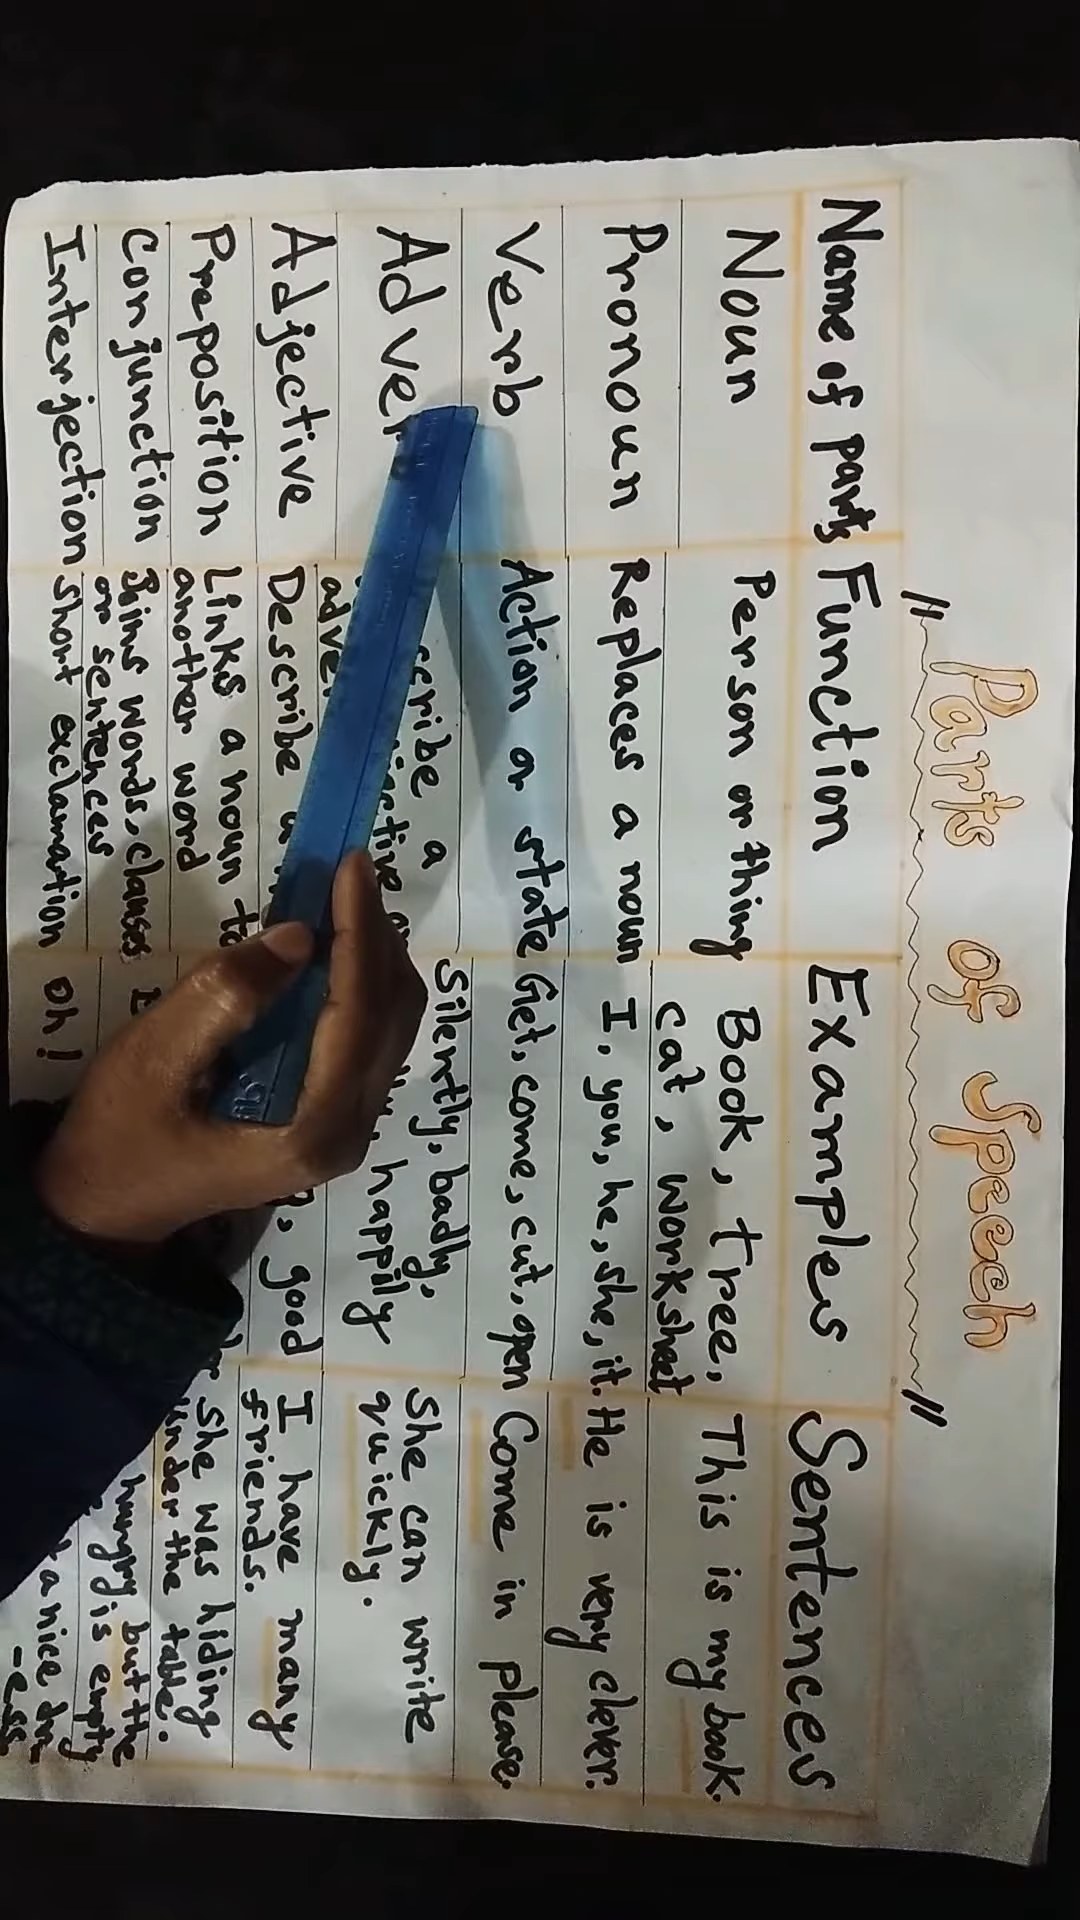 Parts of Speech
Name of parts Function Examples Sentences
Noun Person or thing Book, tree, This is my book.
cat, worksheet
Pronoun Replaces a noun I, you, he, she, it. He is very clever.
Verb Action or state Get, come, cut, open Come in please.
Silently, badly, She can write
a happily quickly.
Adjective Describe good I have many
friends.
Preposition Links a noun to She was hiding
another word under the table.
Conjunction Joins words, clauses hungry but the
or sentences is empty
Interjection Short exclamation Oh! a nice dr-
-ess